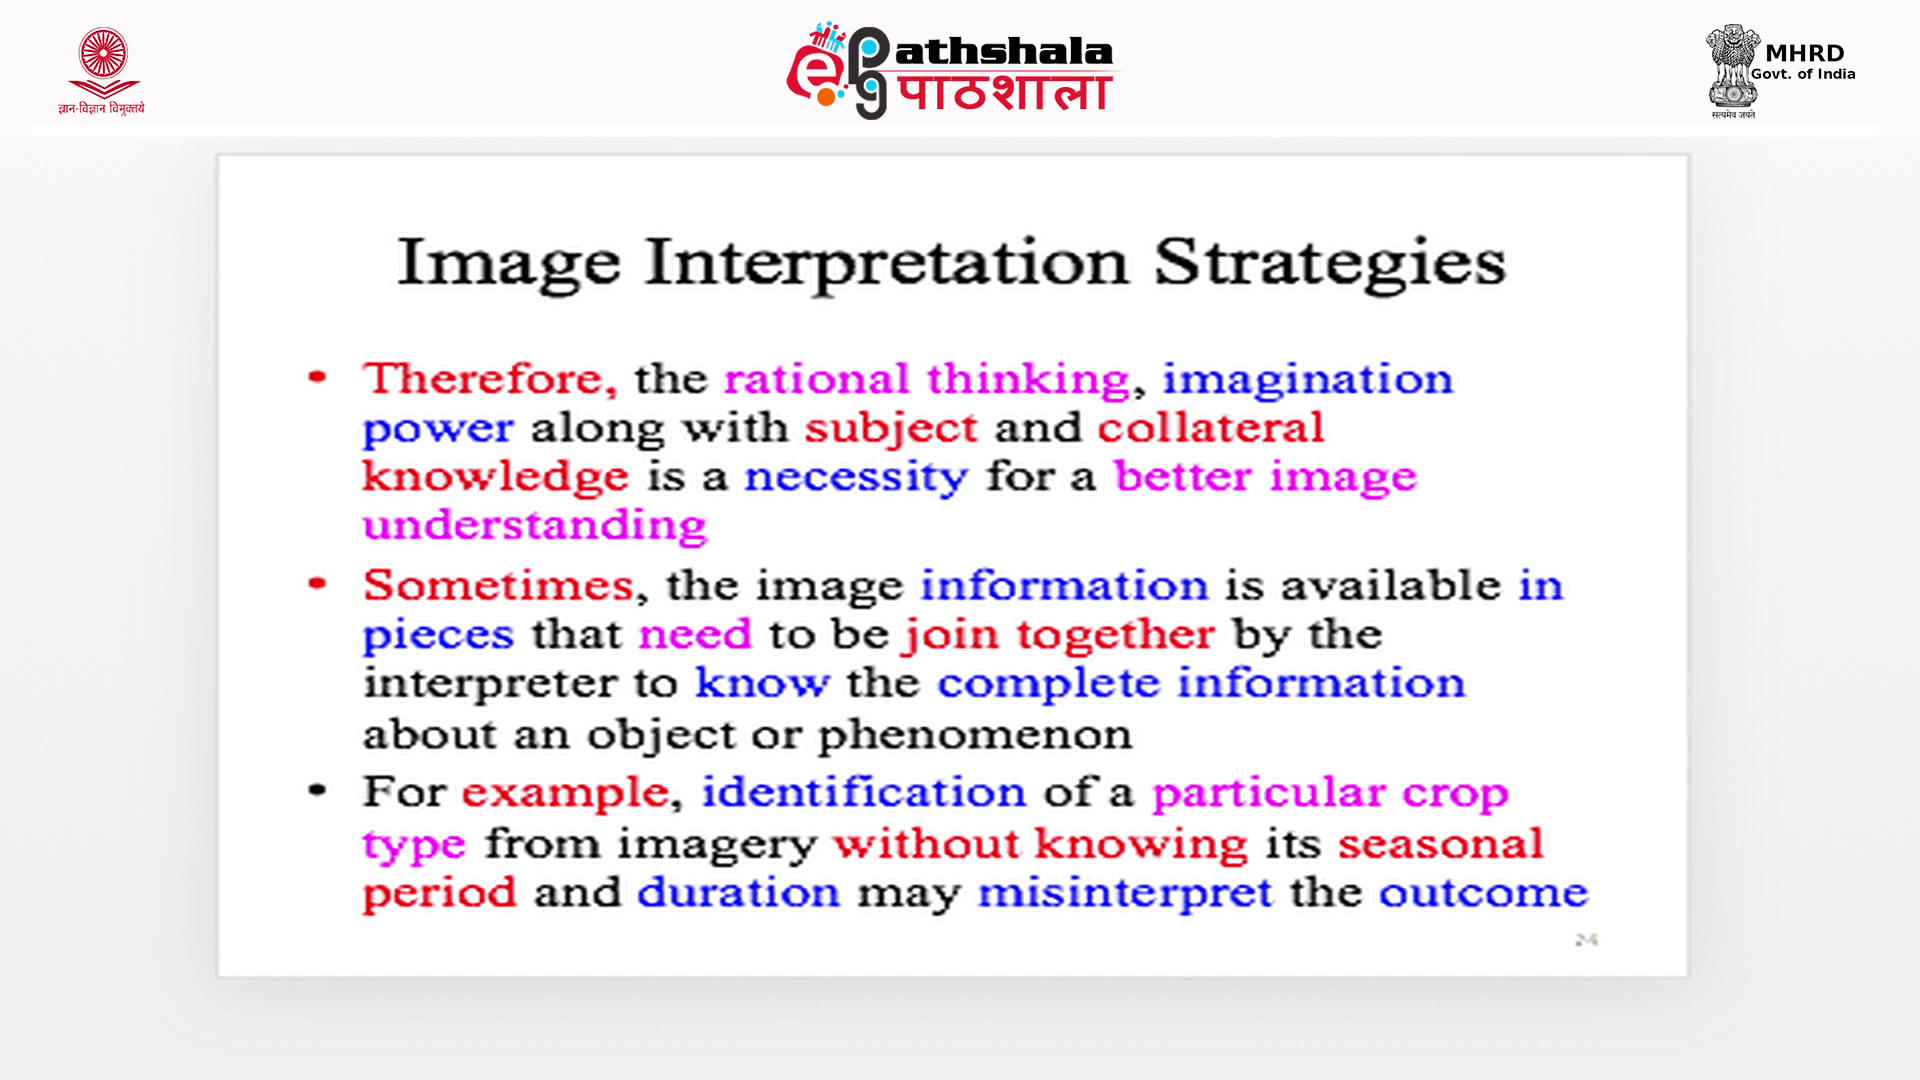 ज्ञान-विज्ञान विमुक्तये
ePathshala
पाठशाला
MHRD
Govt. of India
सत्यमेव जयते
Image Interpretation Strategies
• Therefore, the rational thinking, imagination
power along with subject and collateral
knowledge is a necessity for a better image
understanding
• Sometimes, the image information is available in
pieces that need to be join together by the
interpreter to know the complete information
about an object or phenomenon
• For example, identification of a particular crop
type from imagery without knowing its seasonal
period and duration may misinterpret the outcome